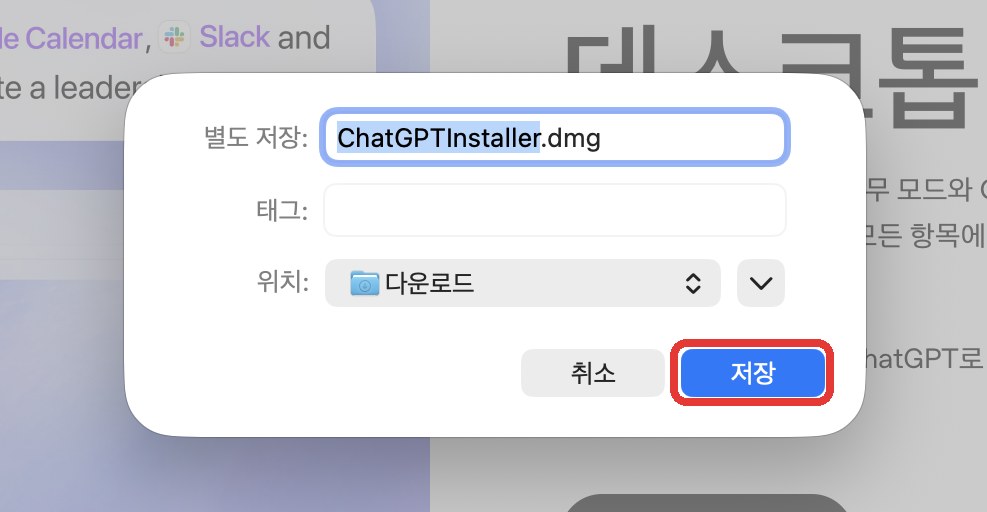 le Calendar, Slack and
te a leader
데스크톱
별도 저장: ChatGPTInstaller.dmg
무 모드와
태그:
모든 항목에
위치: 다운로드
hatGPT로
취소 저장